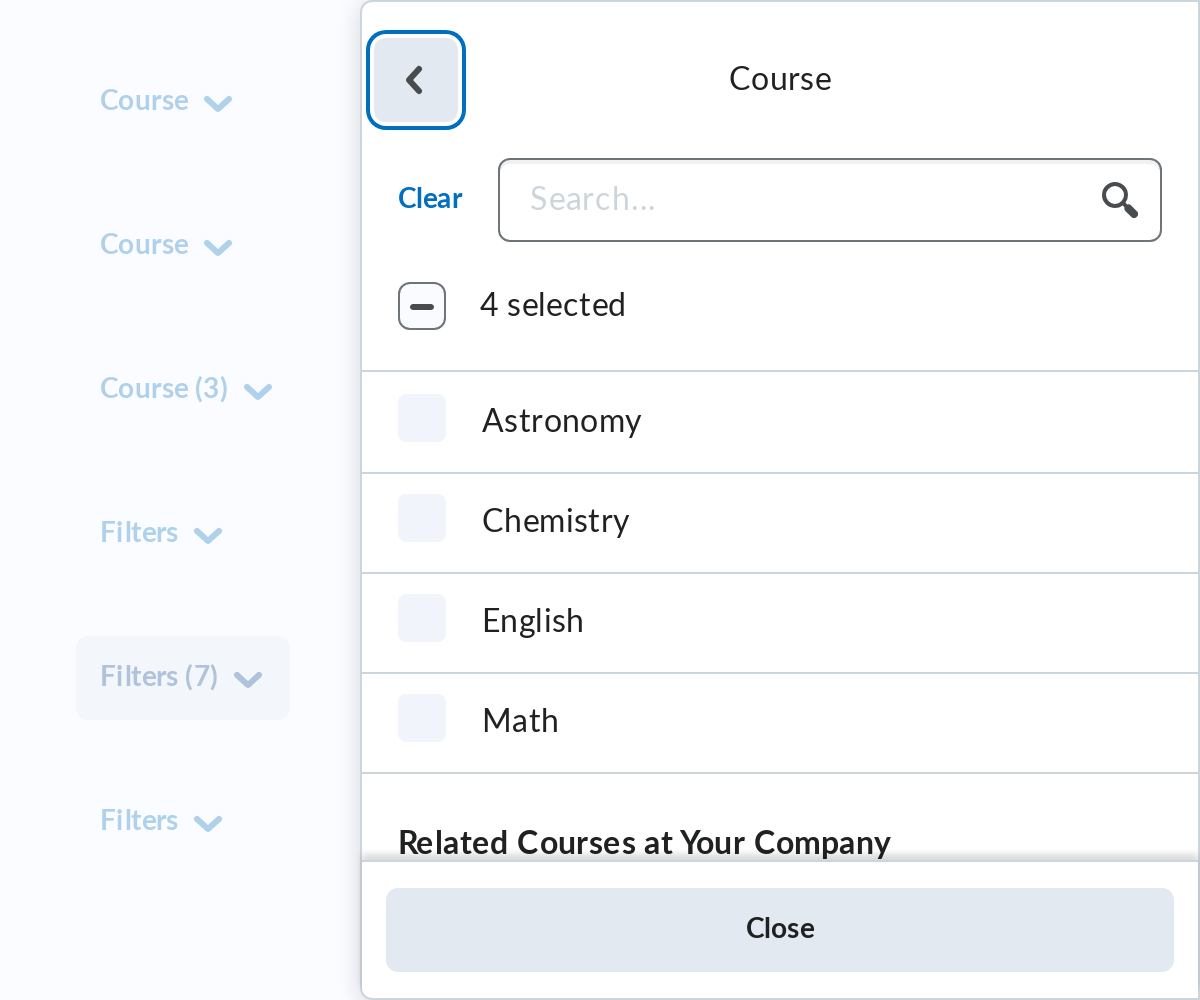 Course
Course
Course (3)
Filters
Filters (7)
Filters
Course
Clear
Search...
4 selected
Astronomy
Chemistry
English
Math
Related Courses at Your Company
Close